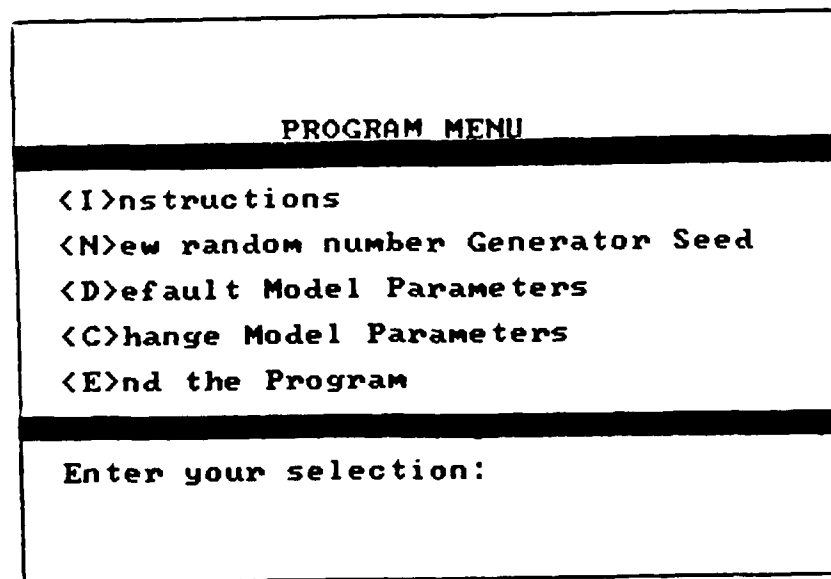 PROGRAM MENU
<I>nstructions
<N>ew random number Generator Seed
<D>efault Model Parameters
<C>hange Model Parameters
<E>nd the Program
Enter your selection: